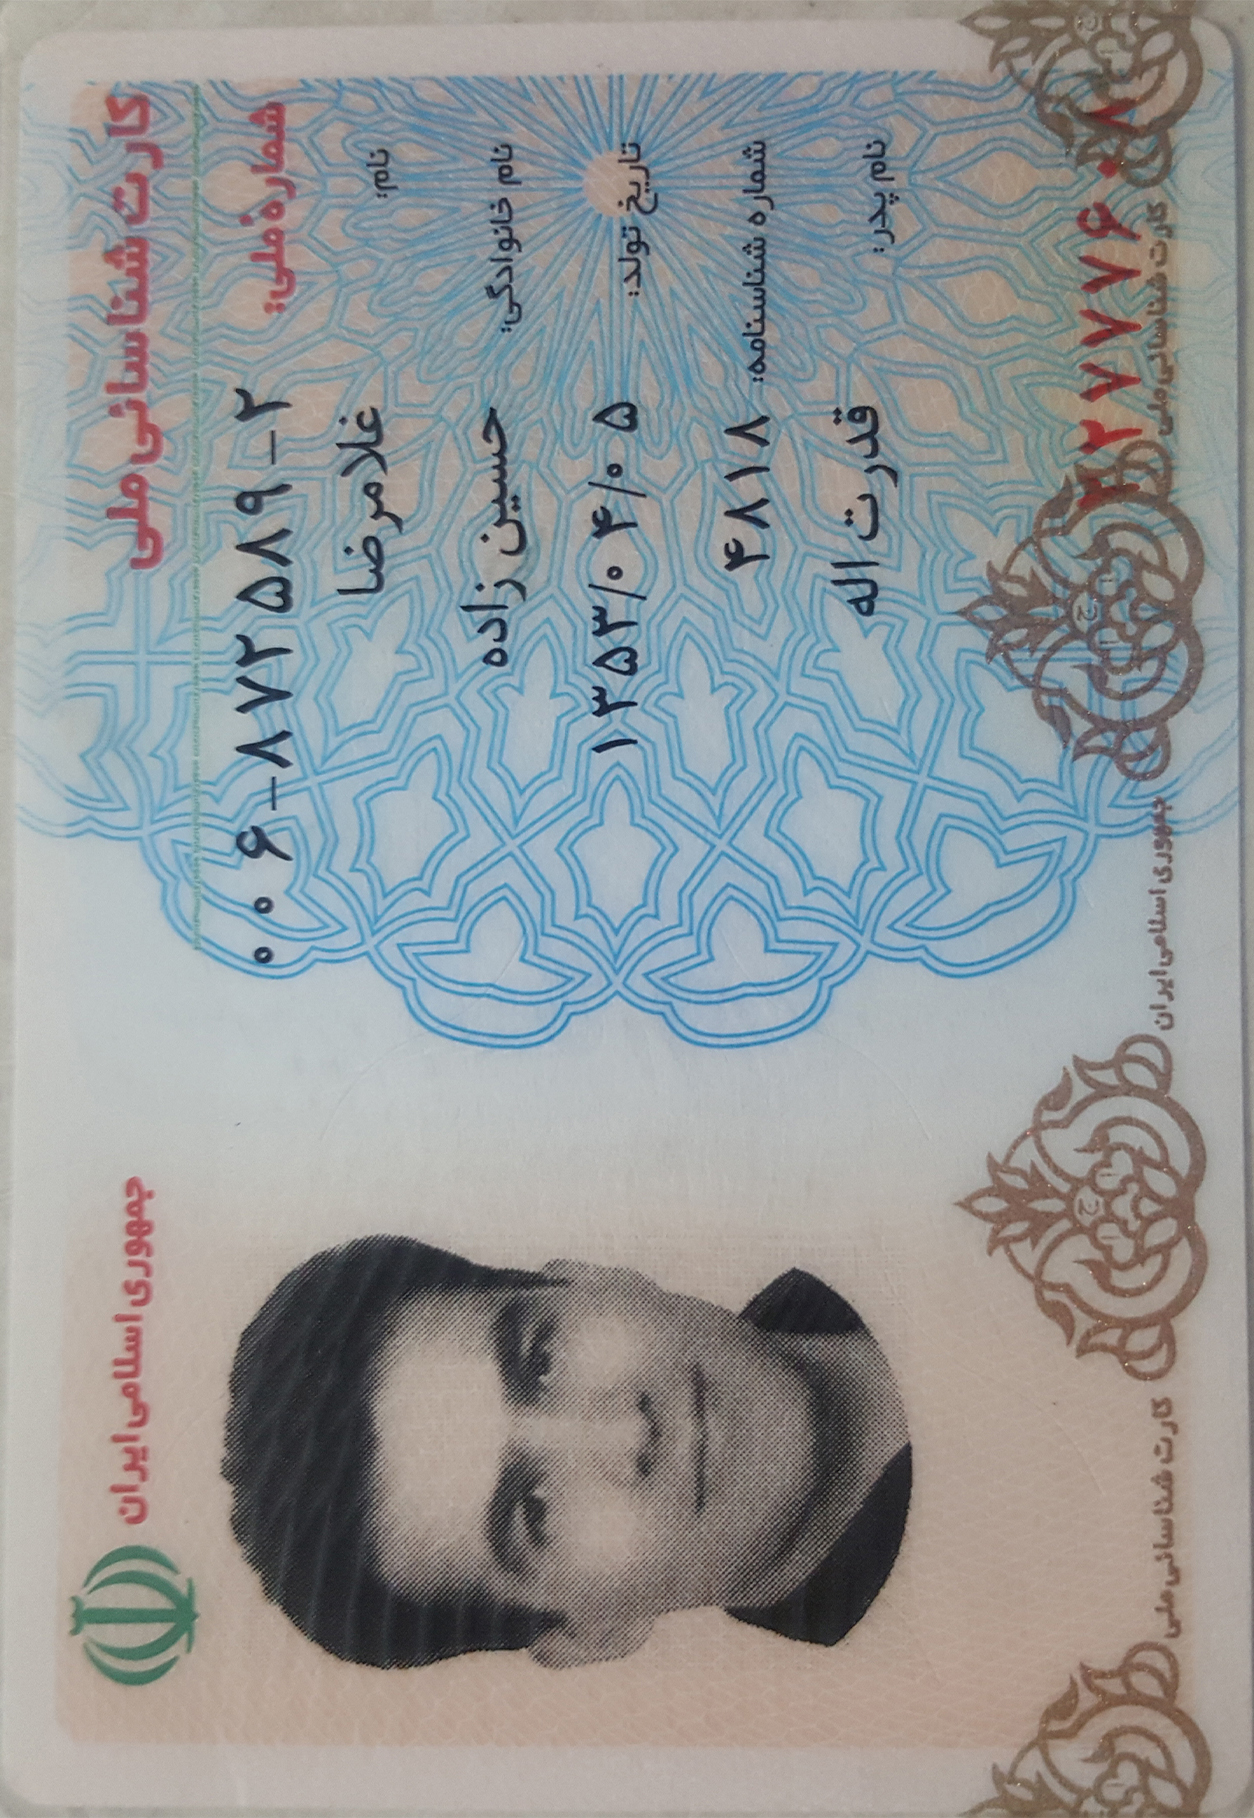 جمهوری اسلامی ایران
کارت شناسائی ملی
شمارهٔ ملی: ۰۰۶-۸۷۲۵۸۹-۲
نام: غلامرضا
نام خانوادگی: حسین زاده
تاریخ تولد: ۱۳۵۳/۰۴/۰۵
شماره شناسنامه: ۴۸۱۸
نام پدر: قدرت اله
کارت شناسائی ملی
جمهوری اسلامی ایران
کارت شناسائی ملی